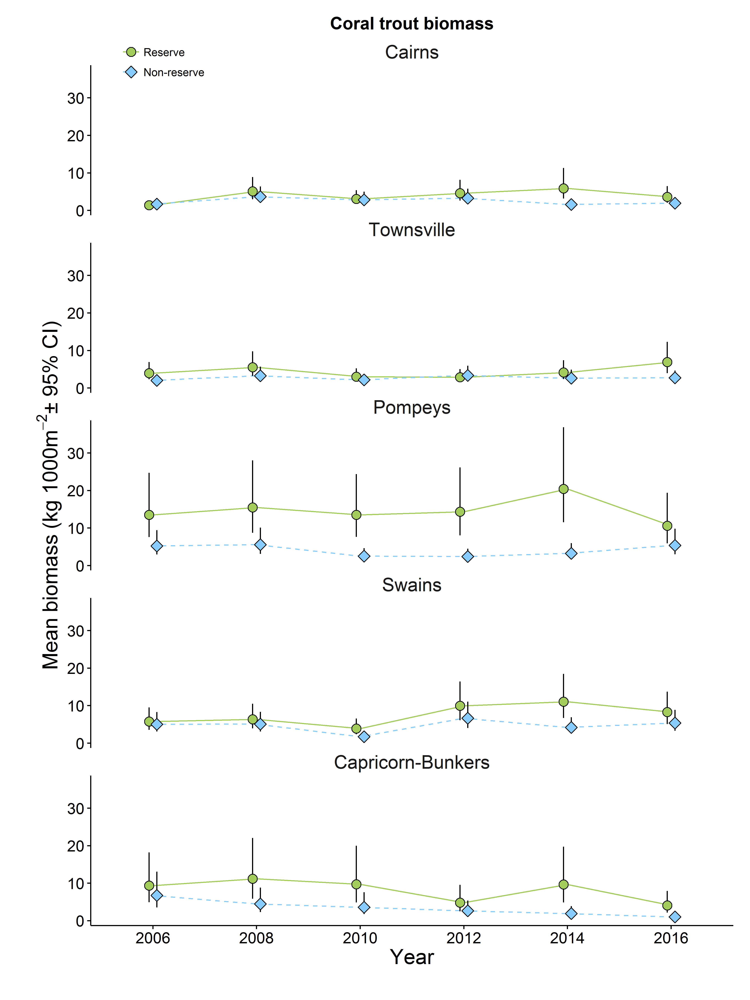 Coral trout biomass
Reserve
Non-reserve
Cairns
30
20
10
0
Townsville
30
20
10
0
Pompeys
30
20
10
0
Swains
30
20
10
0
Capricorn-Bunkers
30
20
10
0
2006 2008 2010 2012 2014 2016
Year
Mean biomass (kg 1000m⁻² ± 95% CI)